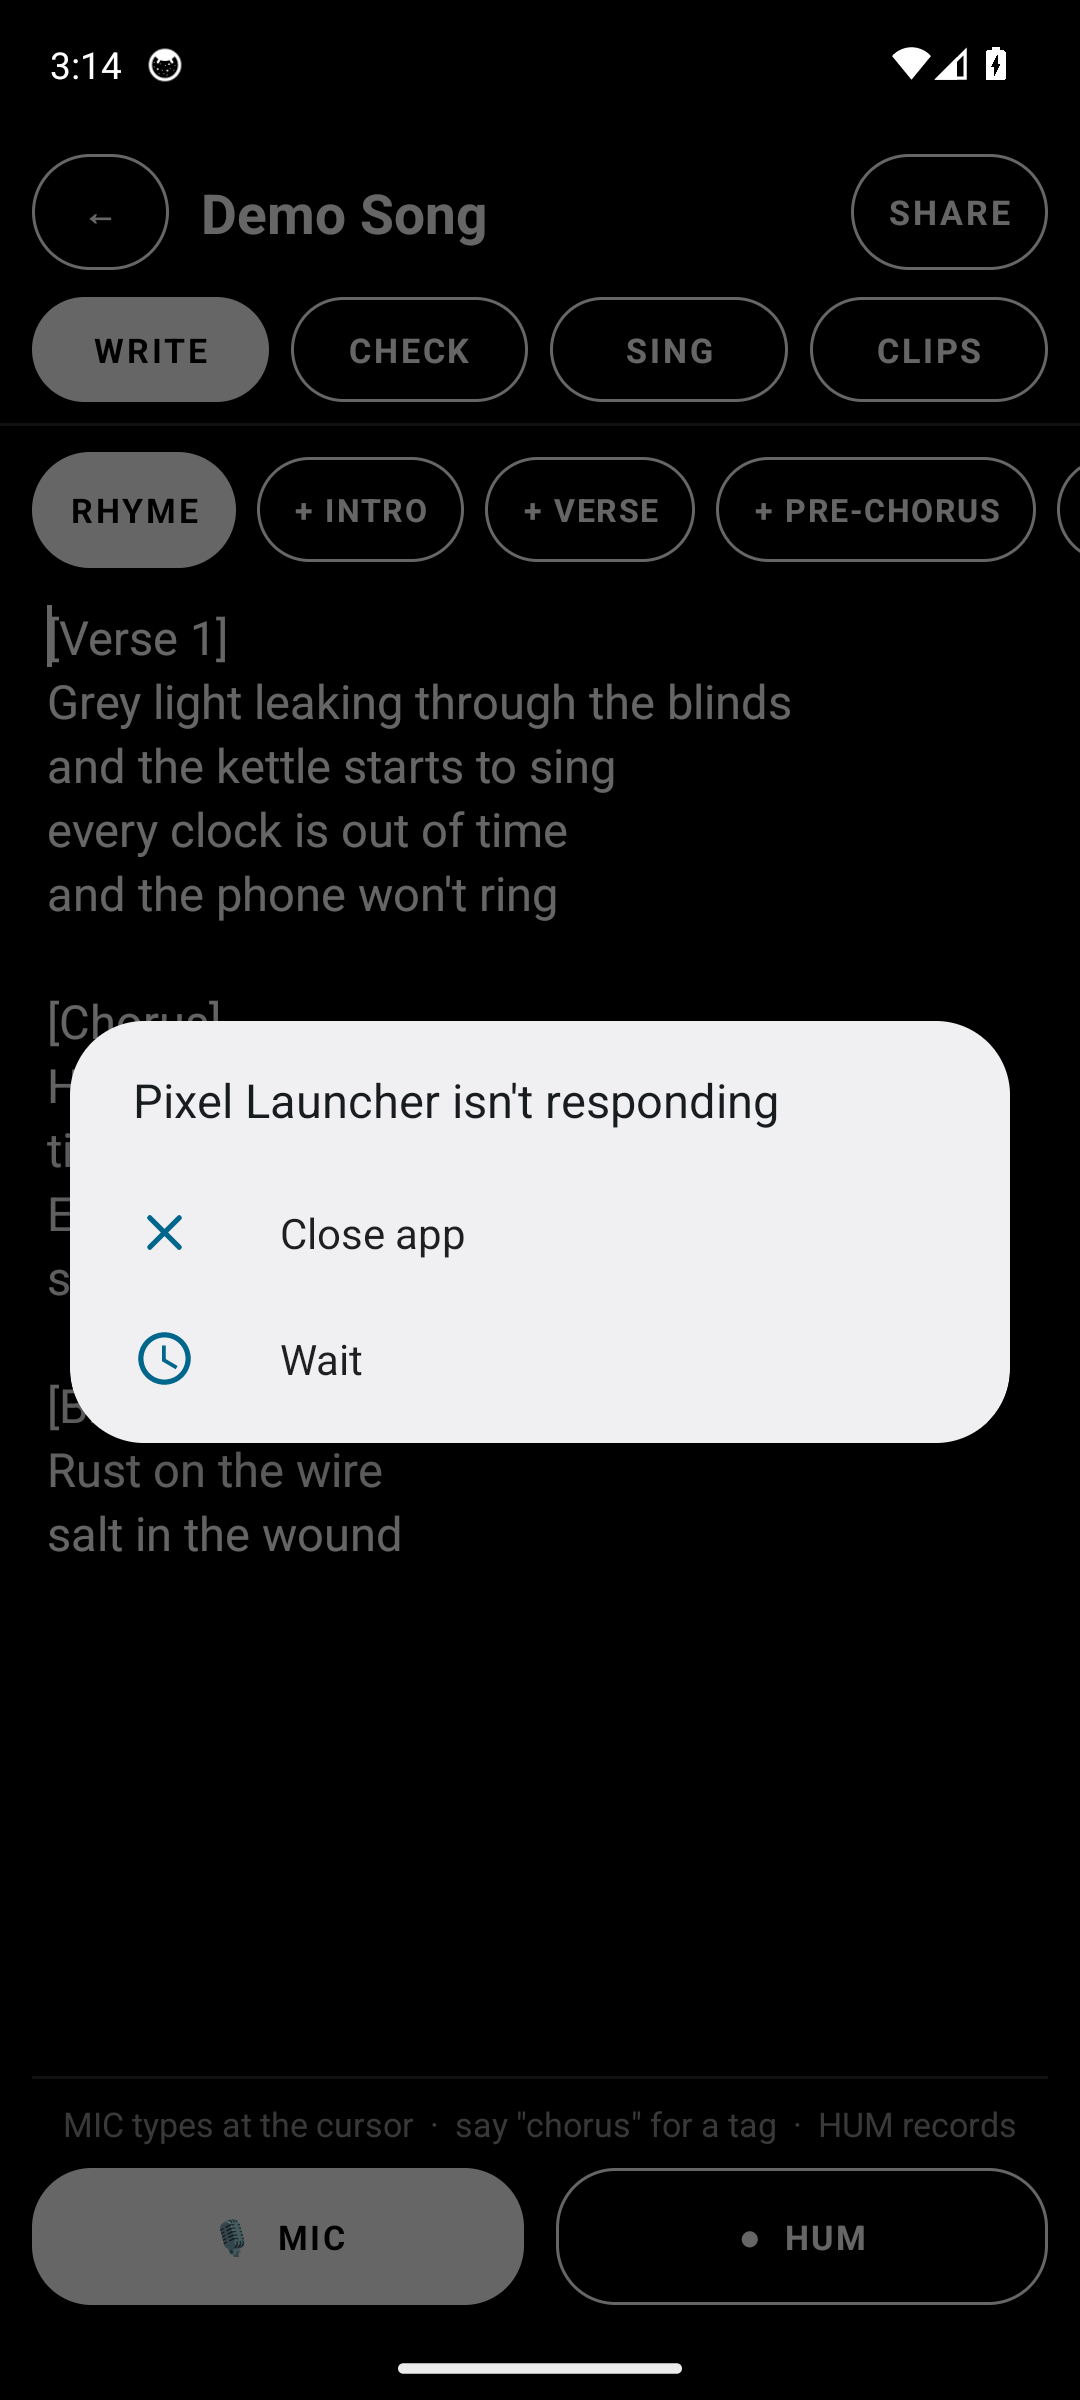 3:14
← Demo Song SHARE
WRITE CHECK SING CLIPS
RHYME + INTRO + VERSE + PRE-CHORUS
[Verse 1]
Grey light leaking through the blinds
and the kettle starts to sing
every clock is out of time
and the phone won't ring
[Chorus]
Pixel Launcher isn't responding
Close app
Wait
Rust on the wire
salt in the wound
MIC types at the cursor · say "chorus" for a tag · HUM records
MIC ● HUM